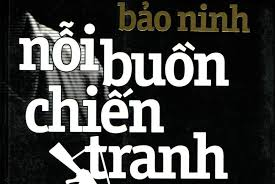 bảo ninh
nỗi buồn
chiến
tranh